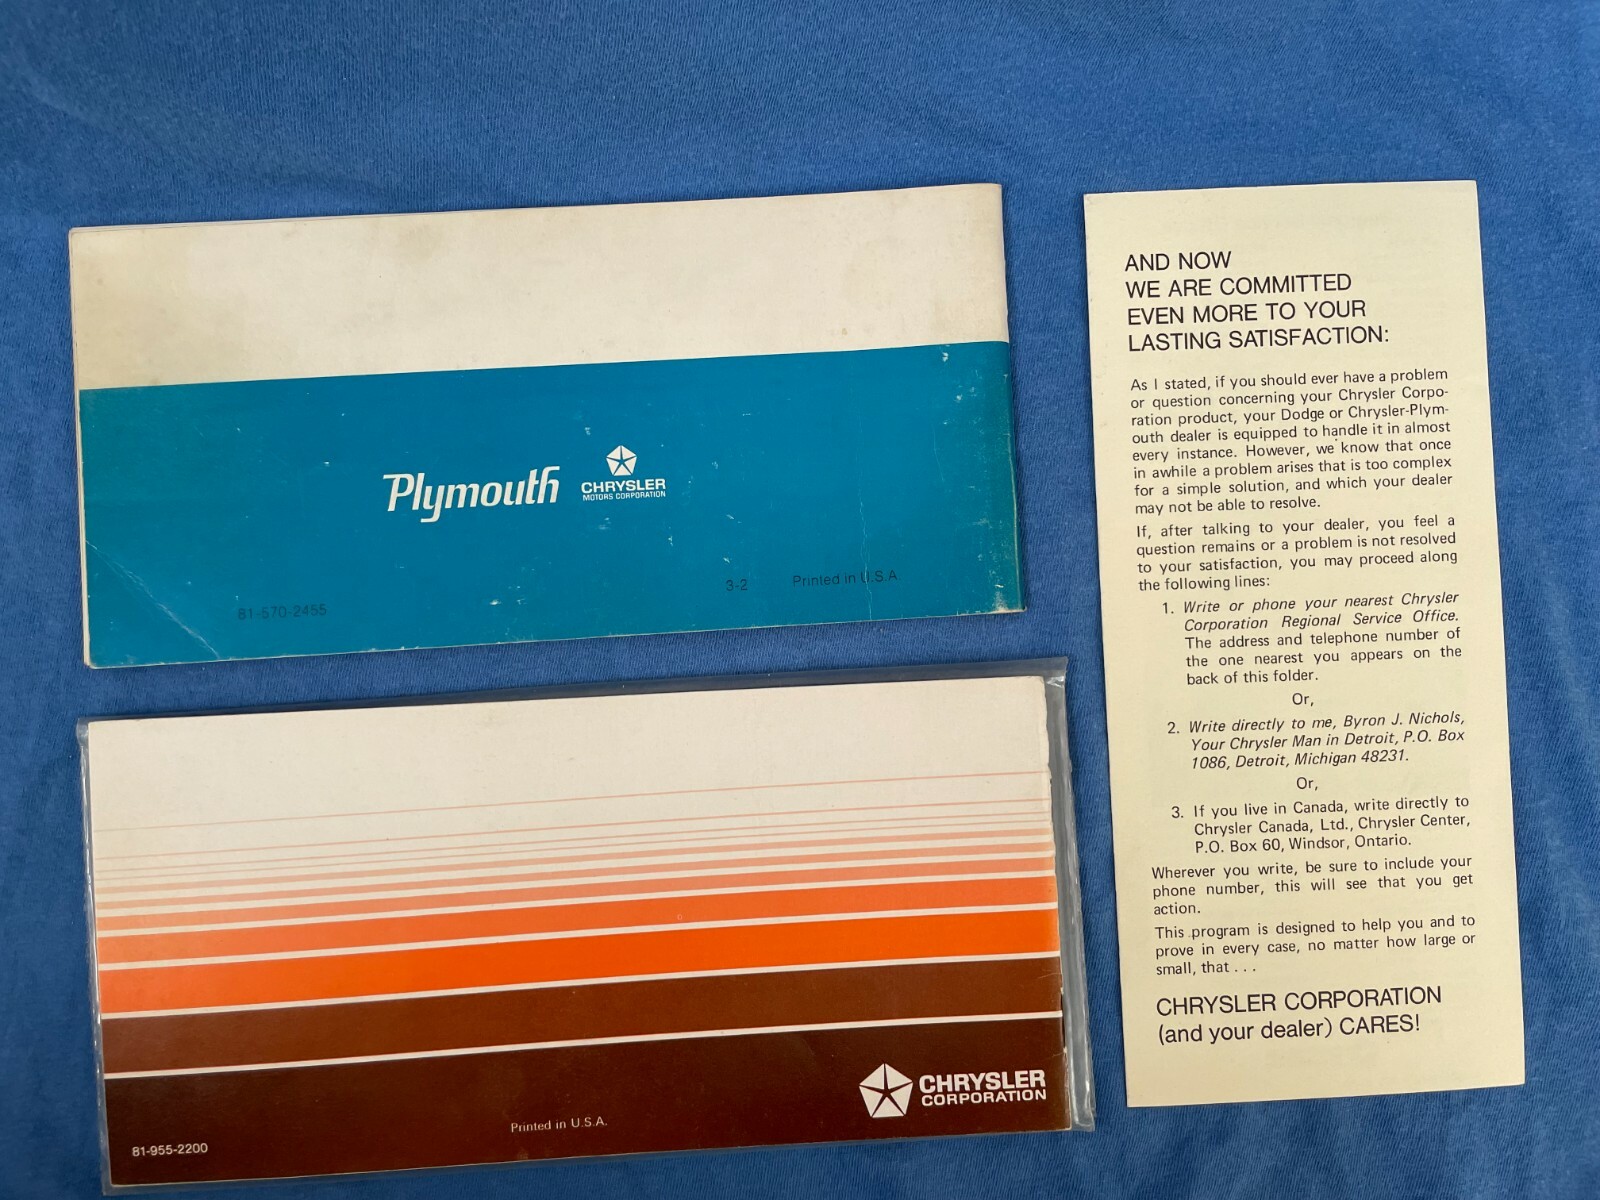 Plymouth
CHRYSLER
MOTORS CORPORATION
81-570-2455
3-2 Printed in U.S.A
CHRYSLER
CORPORATION
Printed in U.S.A.
81-955-2200
AND NOW
WE ARE COMMITTED
EVEN MORE TO YOUR
LASTING SATISFACTION:
As I stated, if you should ever have a problem
or question concerning your Chrysler Corpo-
ration product, your Dodge or Chrysler-Plym-
outh dealer is equipped to handle it in almost
every instance. However, we know that once
in awhile a problem arises that is too complex
for a simple solution, and which your dealer
may not be able to resolve.
If, after talking to your dealer, you feel a
question remains or a problem is not resolved
to your satisfaction, you may proceed along
the following lines:
1. Write or phone your nearest Chrysler
Corporation Regional Service Office.
The address and telephone number of
the one nearest you appears on the
back of this folder.
Or,
2. Write directly to me, Byron J. Nichols,
Your Chrysler Man in Detroit, P.O. Box
1086, Detroit, Michigan 48231.
Or,
3. If you live in Canada, write directly to
Chrysler Canada, Ltd., Chrysler Center,
P.O. Box 60, Windsor, Ontario.
Wherever you write, be sure to include your
phone number, this will see that you get
action.
This program is designed to help you and to
prove in every case, no matter how large or
small, that . . .
CHRYSLER CORPORATION
(and your dealer) CARES!